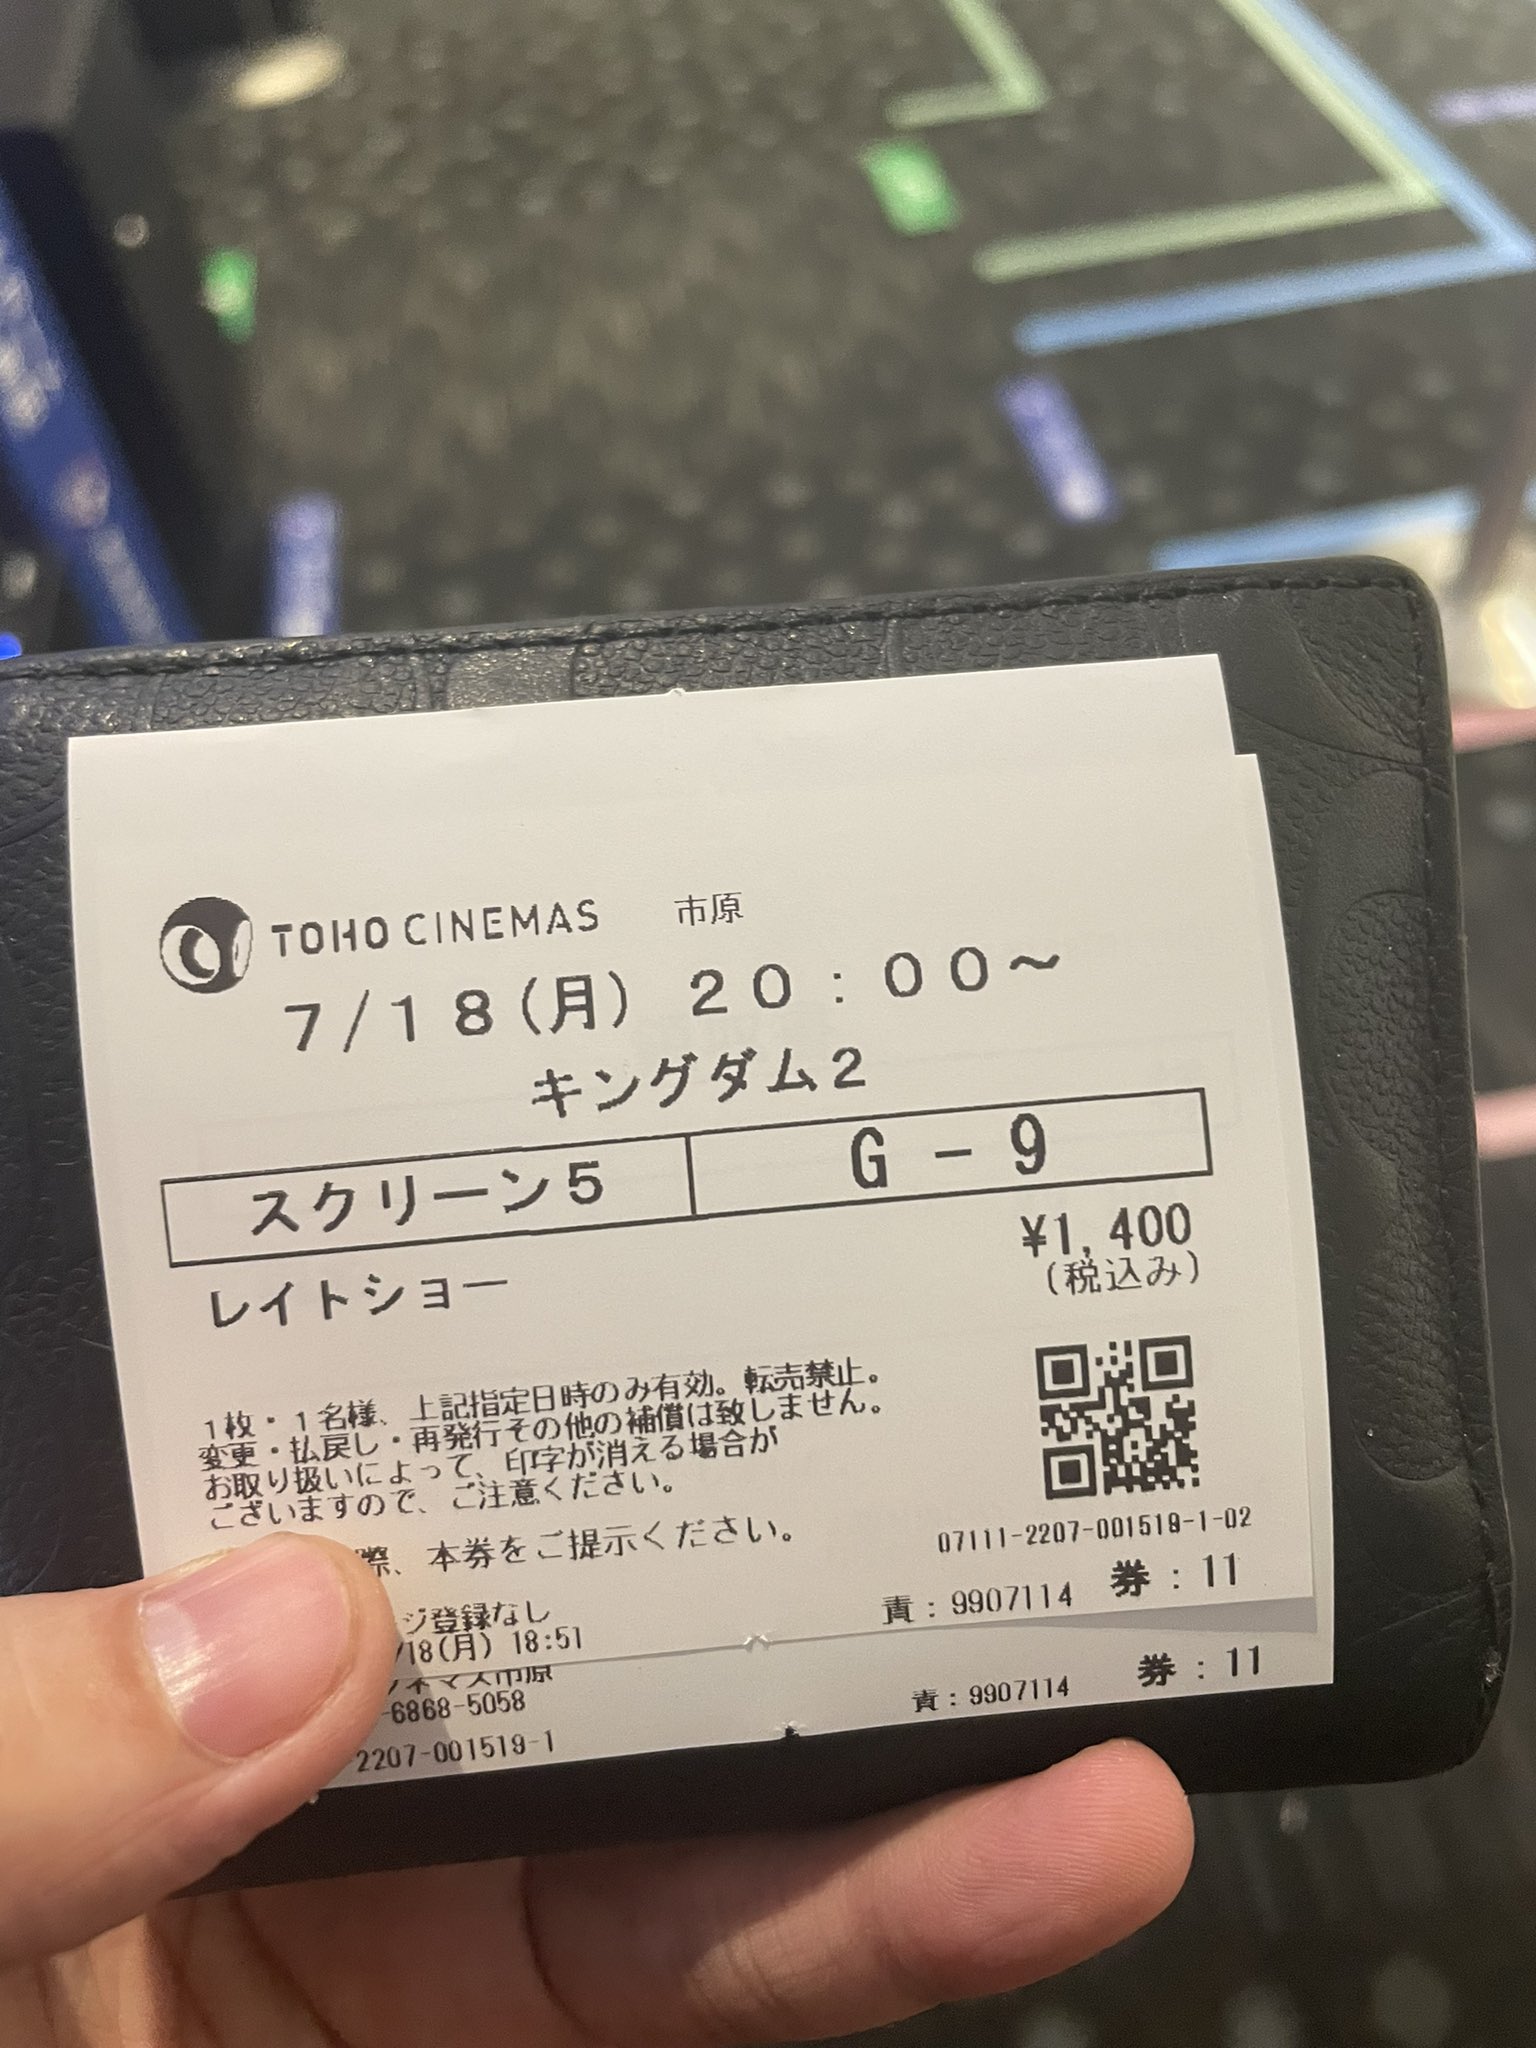 TOHO CINEMAS 市原
7/18(月) 20:00～
キングダム2
スクリーン5 G-9
¥1,400
(税込み)
レイトショー
1枚・1名様、上記指定日時のみ有効。転売禁止。
変更・払戻し・再発行その他の補償は致しません。
お取り扱いによって、印字が消える場合が
ございますので、ご注意ください。
際、本券をご提示ください。
07111-2207-001519-1-02
ジ登録なし
責:9907114 券:11
/18(月) 18:51
シネマズ市原
-6868-5058
責:9907114 券:11
2207-001519-1